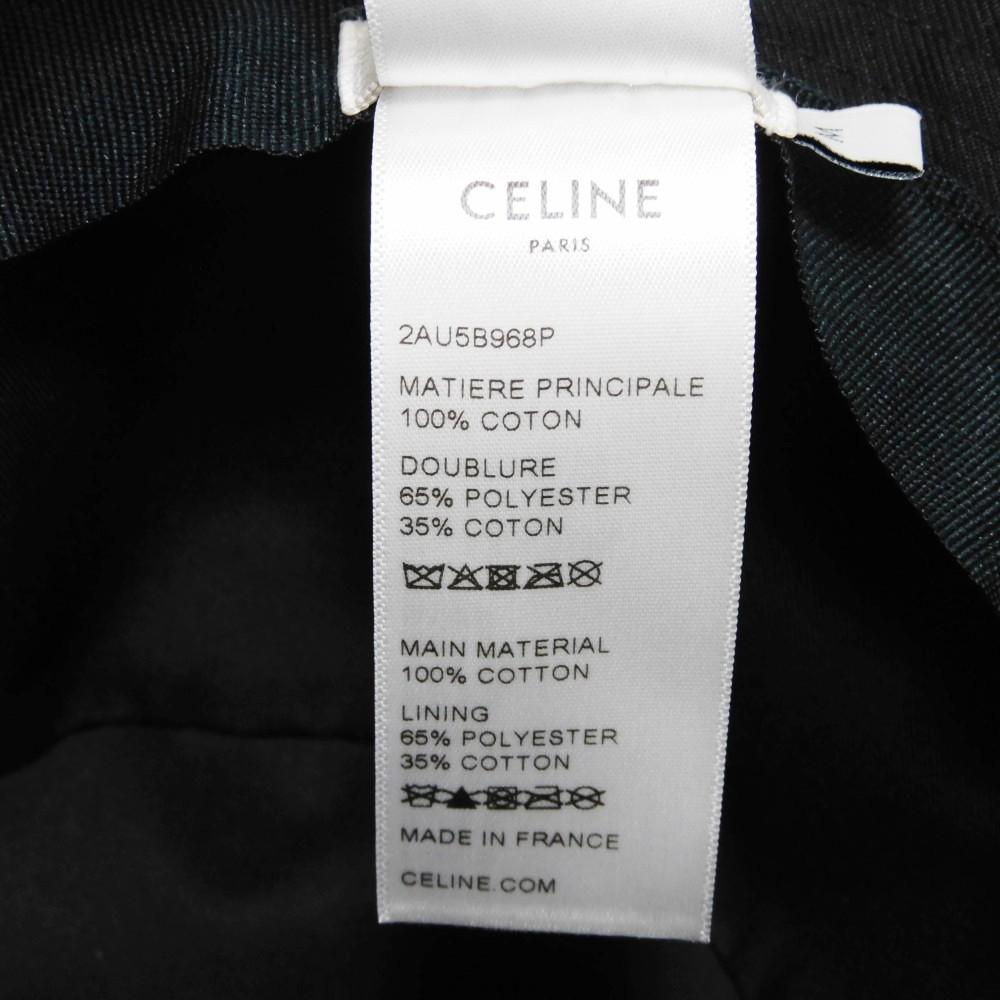 CELINE
PARIS
M
2AU5B968P
MATIERE PRINCIPALE
100% COTON
DOUBLURE
65% POLYESTER
35% COTON
MAIN MATERIAL
100% COTTON
LINING
65% POLYESTER
35% COTTON
MADE IN FRANCE
CELINE.COM